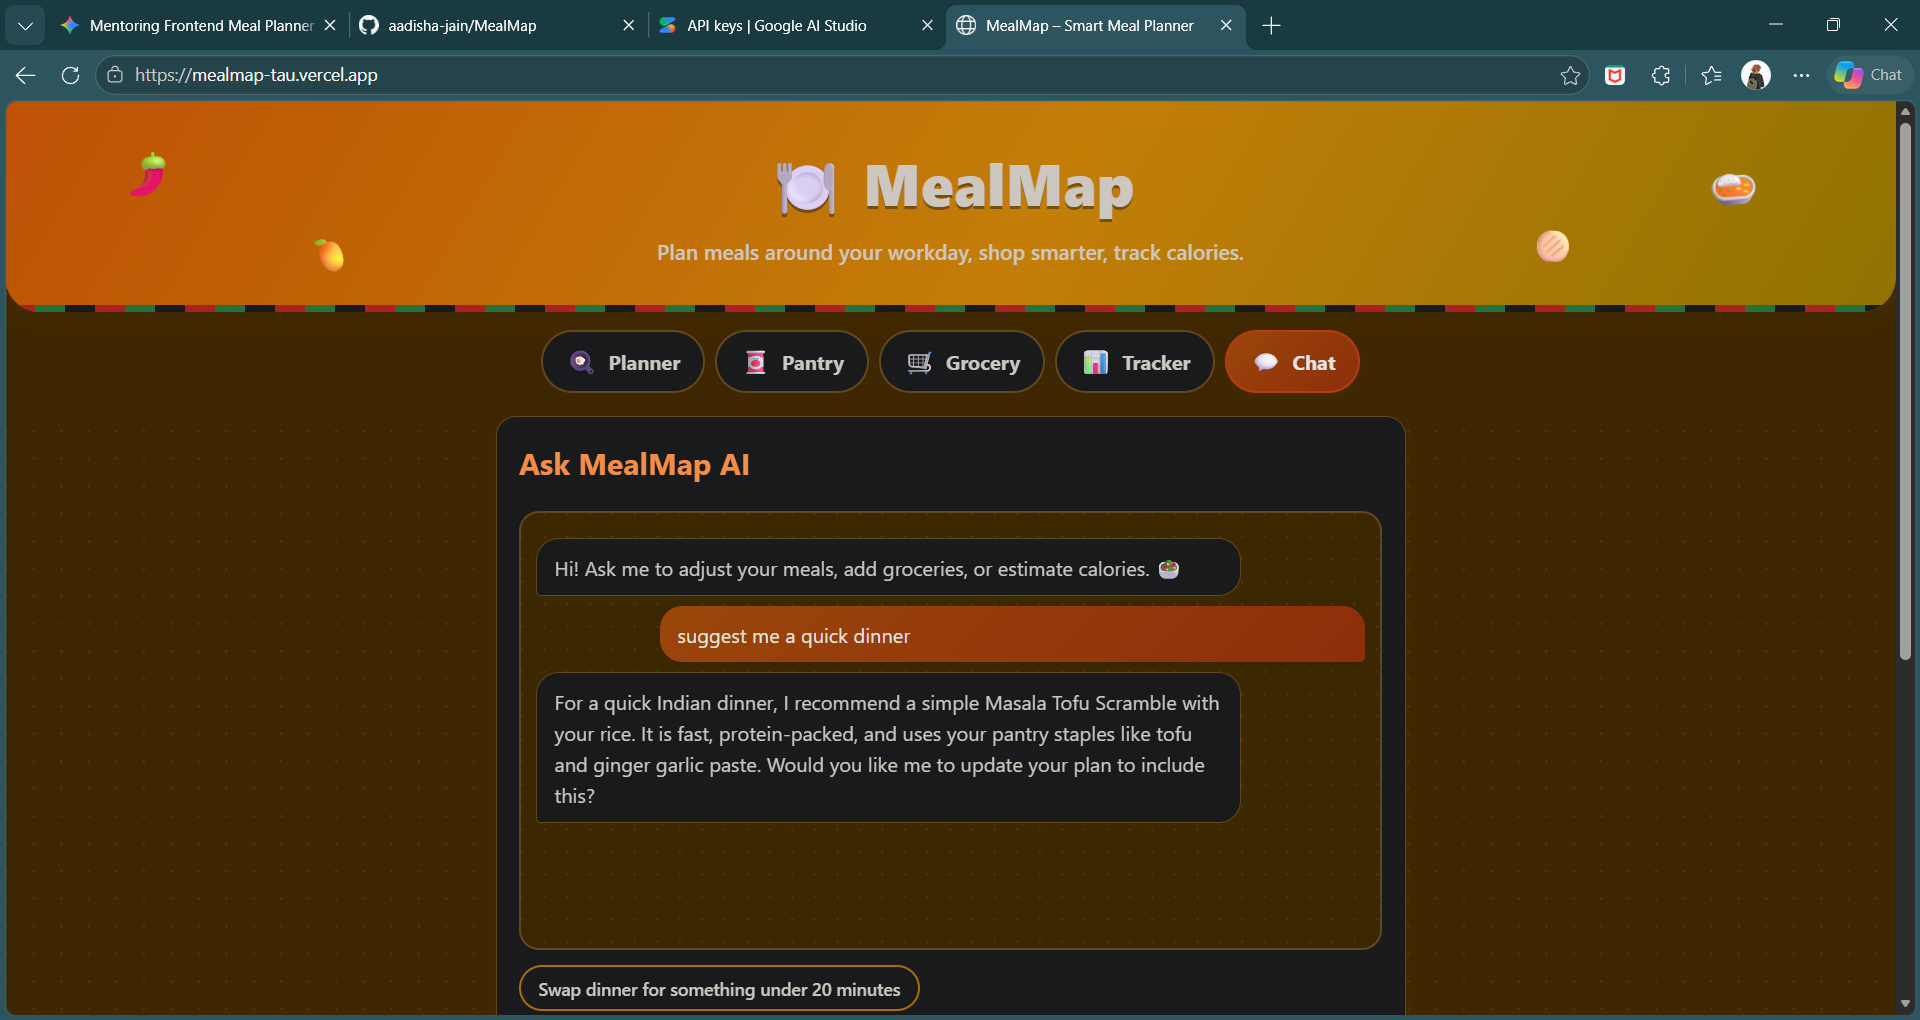 Mentoring Frontend Meal Planner
aadisha-jain/MealMap
API keys | Google AI Studio
MealMap – Smart Meal Planner
https://mealmap-tau.vercel.app
Chat
MealMap
Plan meals around your workday, shop smarter, track calories.
Planner
Pantry
Grocery
Tracker
Chat
Ask MealMap AI
Hi! Ask me to adjust your meals, add groceries, or estimate calories. 🥗
suggest me a quick dinner
For a quick Indian dinner, I recommend a simple Masala Tofu Scramble with
your rice. It is fast, protein-packed, and uses your pantry staples like tofu
and ginger garlic paste. Would you like me to update your plan to include
this?
Swap dinner for something under 20 minutes